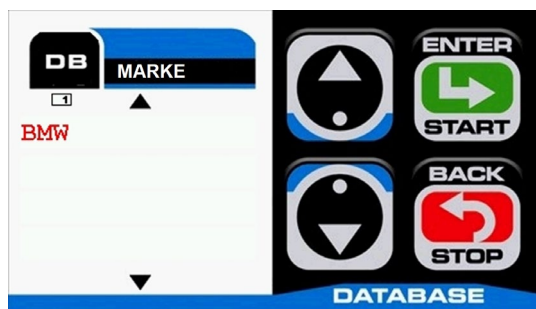 DB
MARKE
1
BMW
ENTER
START
BACK
STOP
DATABASE